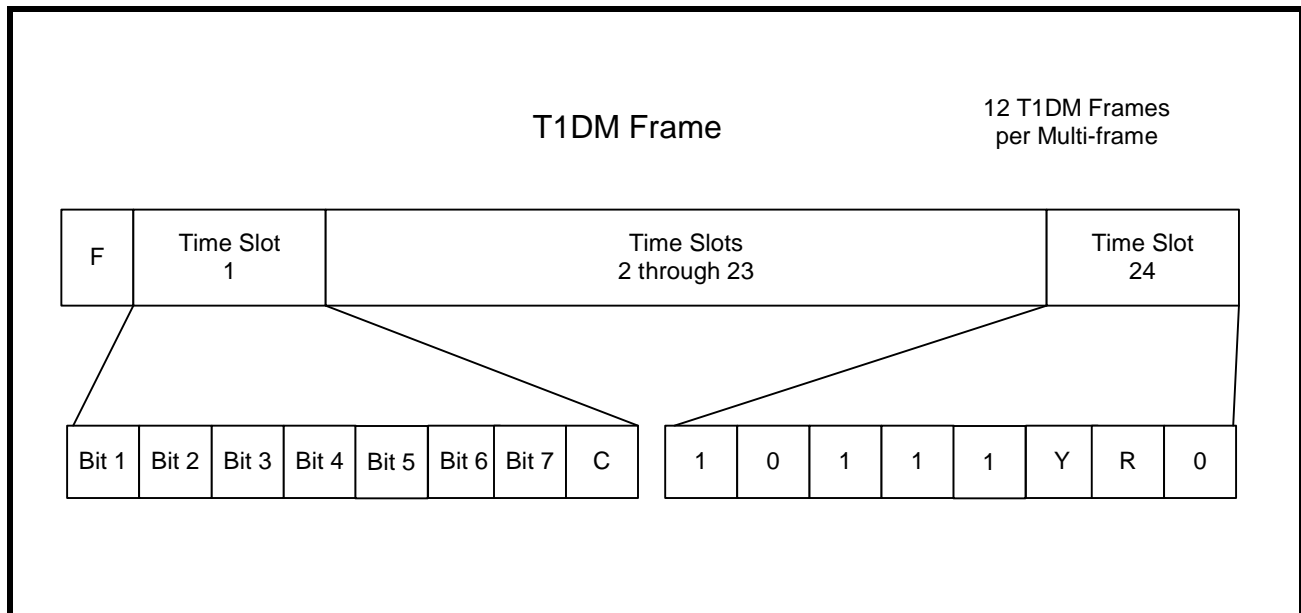 T1DM Frame
12 T1DM Frames
per Multi-frame
F
Time Slot
1
Time Slots
2 through 23
Time Slot
24
Bit 1 Bit 2 Bit 3 Bit 4 Bit 5 Bit 6 Bit 7 C
1 0 1 1 1 Y R 0